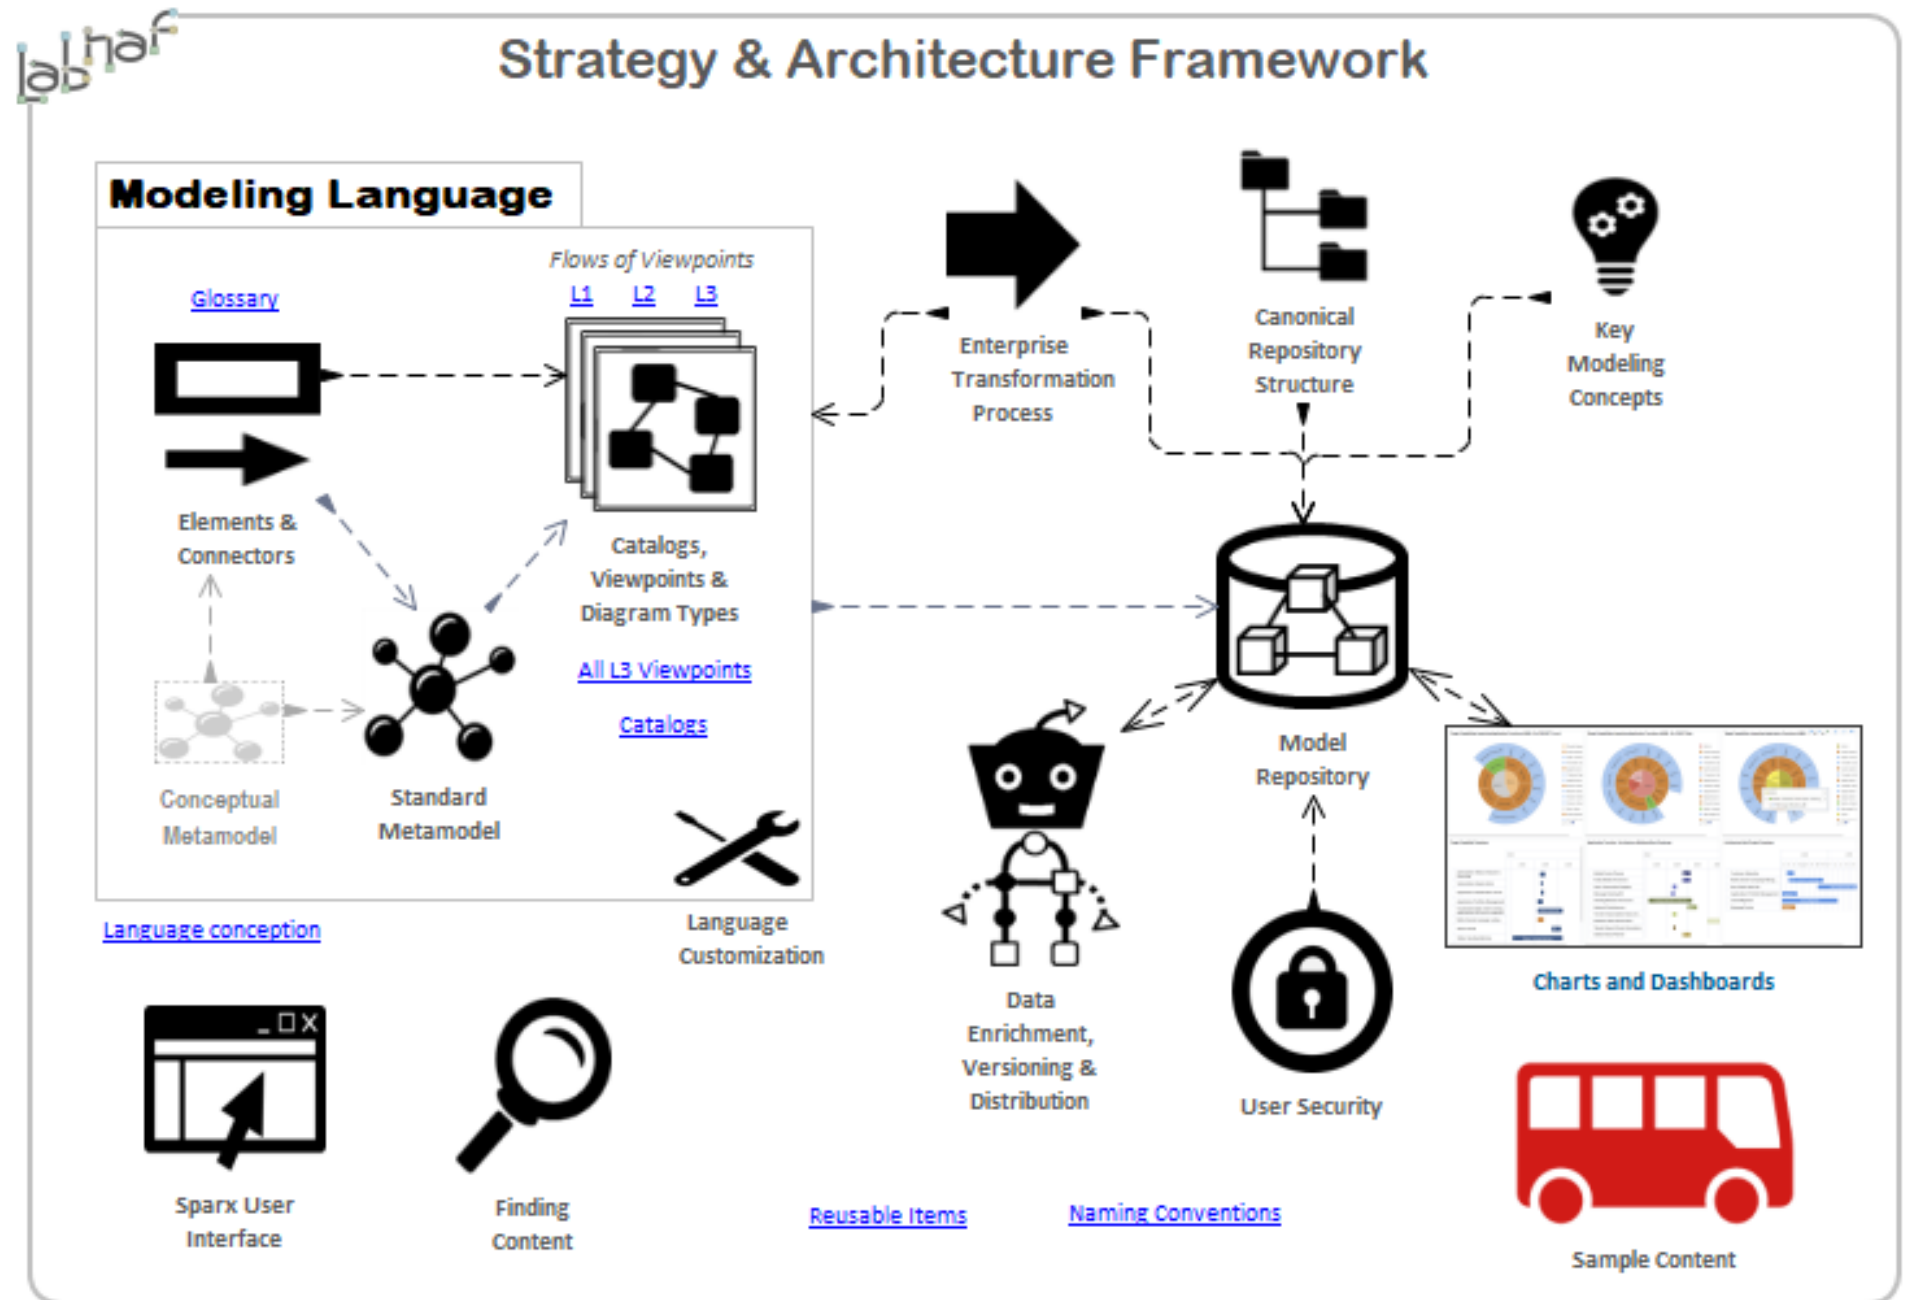 labnaf
Strategy & Architecture Framework
Modeling Language
Flows of Viewpoints
L1 L2 L3
Glossary
Elements &
Connectors
Catalogs,
Viewpoints &
Diagram Types
All L3 Viewpoints
Catalogs
Conceptual
Metamodel
Standard
Metamodel
Language
Customization
Language conception
Enterprise
Transformation
Process
Canonical
Repository
Structure
Key
Modeling
Concepts
Model
Repository
Charts and Dashboards
Data
Enrichment,
Versioning &
Distribution
User Security
Sparx User
Interface
Finding
Content
Reusable Items
Naming Conventions
Sample Content